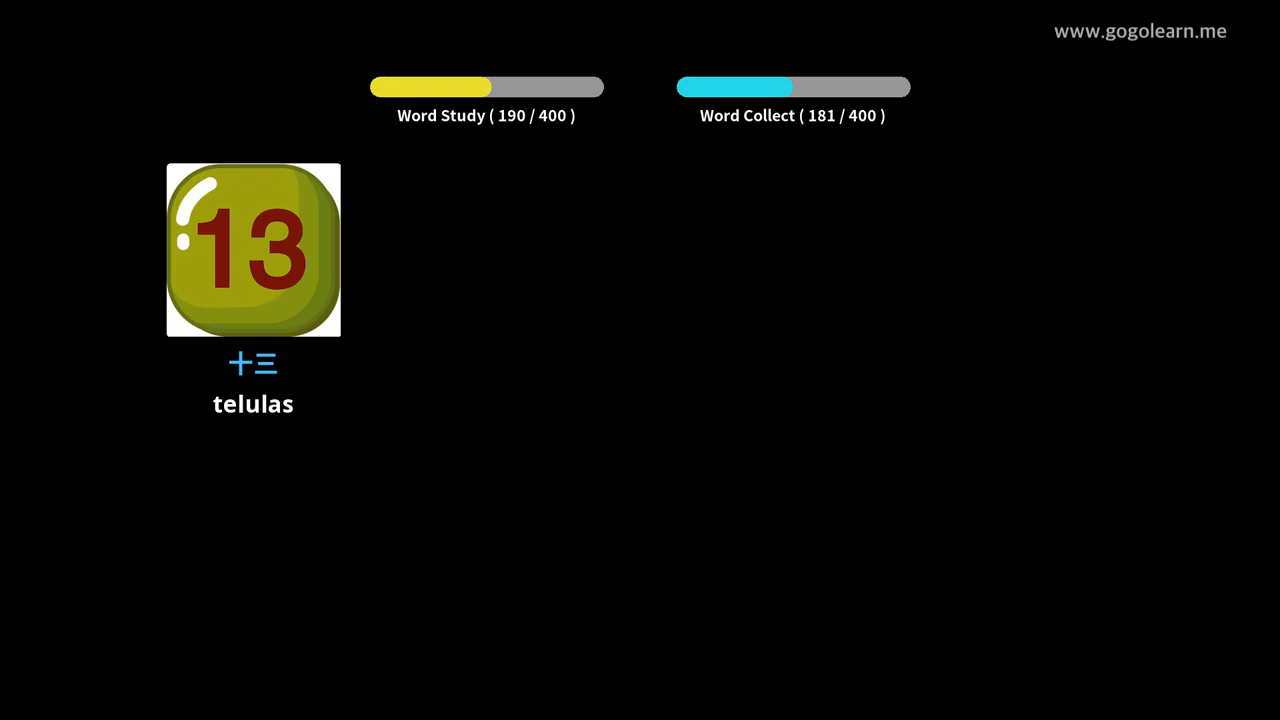 www.gogolearn.me
Word Study ( 190 / 400 )
Word Collect ( 181 / 400 )
13
十三
telulas